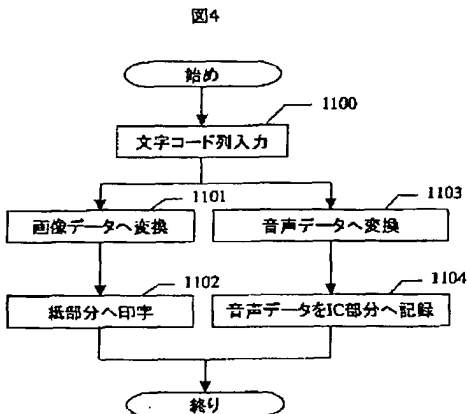 図4
始め
1100
文字コード列入力
1101
画像データへ変換
1103
音声データへ変換
1102
紙部分へ印字
1104
音声データをIC部分へ記録
終り